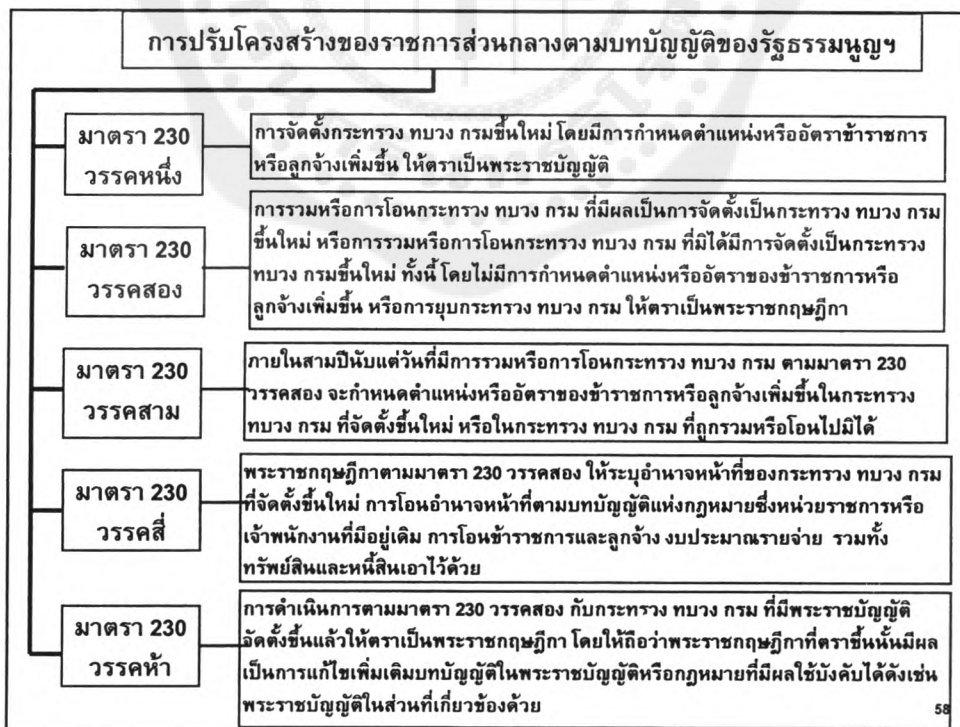 การปรับโครงสร้างของราชการส่วนกลางตามบทบัญญัติของรัฐธรรมนูญฯ
มาตรา 230
วรรคหนึ่ง
การจัดตั้งกระทรวง ทบวง กรมขึ้นใหม่ โดยมีการกำหนดตำแหน่งหรืออัตราข้าราชการ
หรือลูกจ้างเพิ่มขึ้น ให้ตราเป็นพระราชบัญญัติ
มาตรา 230
วรรคสอง
การรวมหรือการโอนกระทรวง ทบวง กรม ที่มีผลเป็นการจัดตั้งเป็นกระทรวง ทบวง กรม
ขึ้นใหม่ หรือการรวมหรือการโอนกระทรวง ทบวง กรม ที่มิได้มีการจัดตั้งเป็นกระทรวง
ทบวง กรมขึ้นใหม่ ทั้งนี้ โดยไม่มีการกำหนดตำแหน่งหรืออัตราของข้าราชการหรือ
ลูกจ้างเพิ่มขึ้น หรือการยุบกระทรวง ทบวง กรม ให้ตราเป็นพระราชกฤษฎีกา
มาตรา 230
วรรคสาม
ภายในสามปีนับแต่วันที่มีการรวมหรือการโอนกระทรวง ทบวง กรม ตามมาตรา 230
วรรคสอง จะกำหนดตำแหน่งหรืออัตราของข้าราชการหรือลูกจ้างเพิ่มขึ้นในกระทรวง
ทบวง กรม ที่จัดตั้งขึ้นใหม่ หรือในกระทรวง ทบวง กรม ที่ถูกรวมหรือโอนไปมิได้
มาตรา 230
วรรคสี่
พระราชกฤษฎีกาตามมาตรา 230 วรรคสอง ให้ระบุอำนาจหน้าที่ของกระทรวง ทบวง กรม
ที่จัดตั้งขึ้นใหม่ การโอนอำนาจหน้าที่ตามบทบัญญัติแห่งกฎหมายซึ่งหน่วยราชการหรือ
เจ้าพนักงานที่มีอยู่เดิม การโอนข้าราชการและลูกจ้าง งบประมาณรายจ่าย รวมทั้ง
ทรัพย์สินและหนี้สินเอาไว้ด้วย
มาตรา 230
วรรคห้า
การดำเนินการตามมาตรา 230 วรรคสอง กับกระทรวง ทบวง กรม ที่มีพระราชบัญญัติ
จัดตั้งขึ้นแล้วให้ตราเป็นพระราชกฤษฎีกา โดยให้ถือว่าพระราชกฤษฎีกาที่ตราขึ้นนั้นมีผล
เป็นการแก้ไขเพิ่มเติมบทบัญญัติในพระราชบัญญัติหรือกฎหมายที่มีผลใช้บังคับได้ดังเช่น
พระราชบัญญัติในส่วนที่เกี่ยวข้องด้วย
58